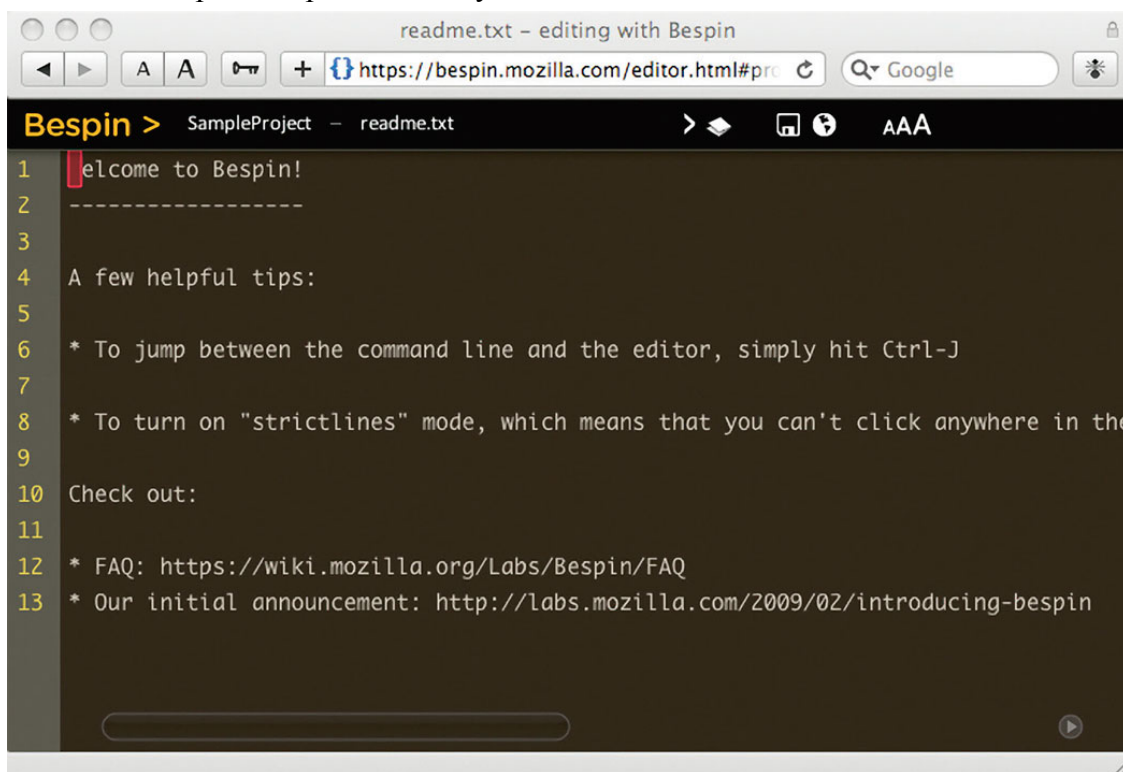 readme.txt – editing with Bespin
A A + {} https://bespin.mozilla.com/editor.html#pro Google
Bespin > SampleProject – readme.txt > AAA
1 elcome to Bespin!
2 ------------------
3
4 A few helpful tips:
5
6 * To jump between the command line and the editor, simply hit Ctrl-J
7
8 * To turn on "strictlines" mode, which means that you can't click anywhere in the
9
10 Check out:
11
12 * FAQ: https://wiki.mozilla.org/Labs/Bespin/FAQ
13 * Our initial announcement: http://labs.mozilla.com/2009/02/introducing-bespin